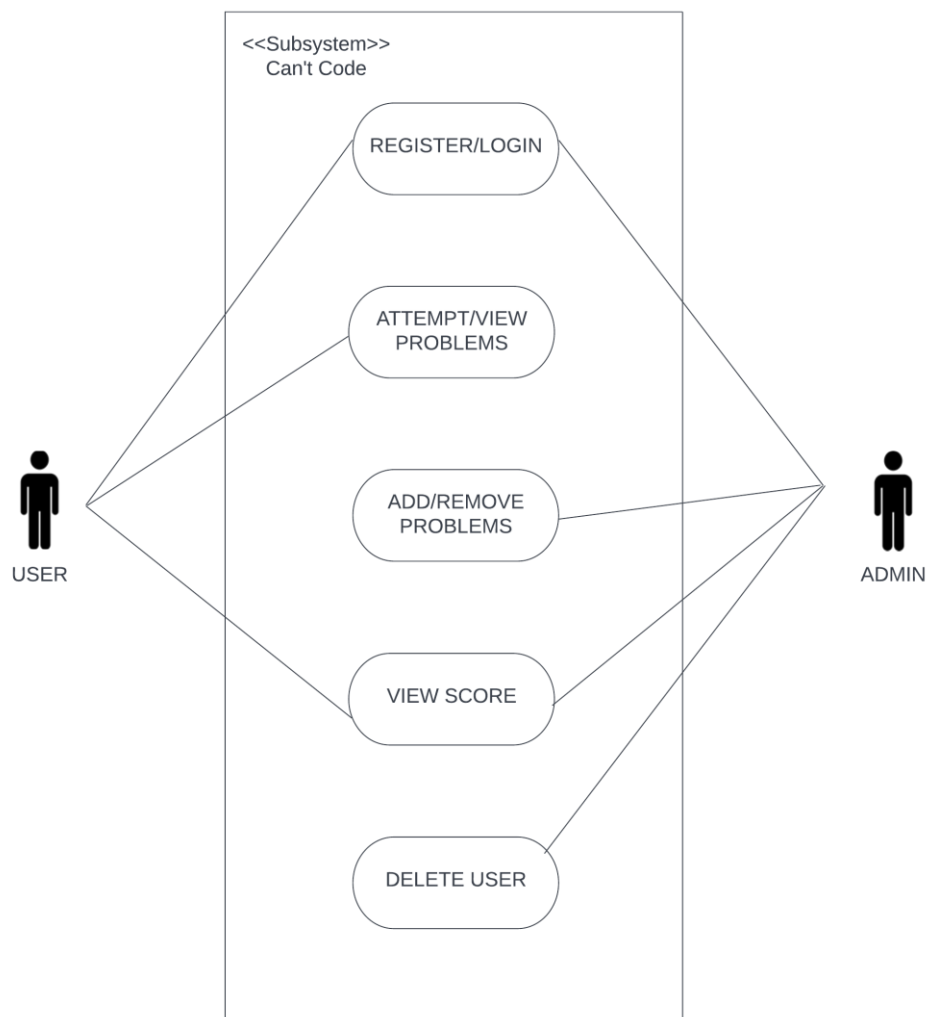 <<Subsystem>>
Can't Code
REGISTER/LOGIN
ATTEMPT/VIEW
PROBLEMS
ADD/REMOVE
PROBLEMS
USER
ADMIN
VIEW SCORE
DELETE USER